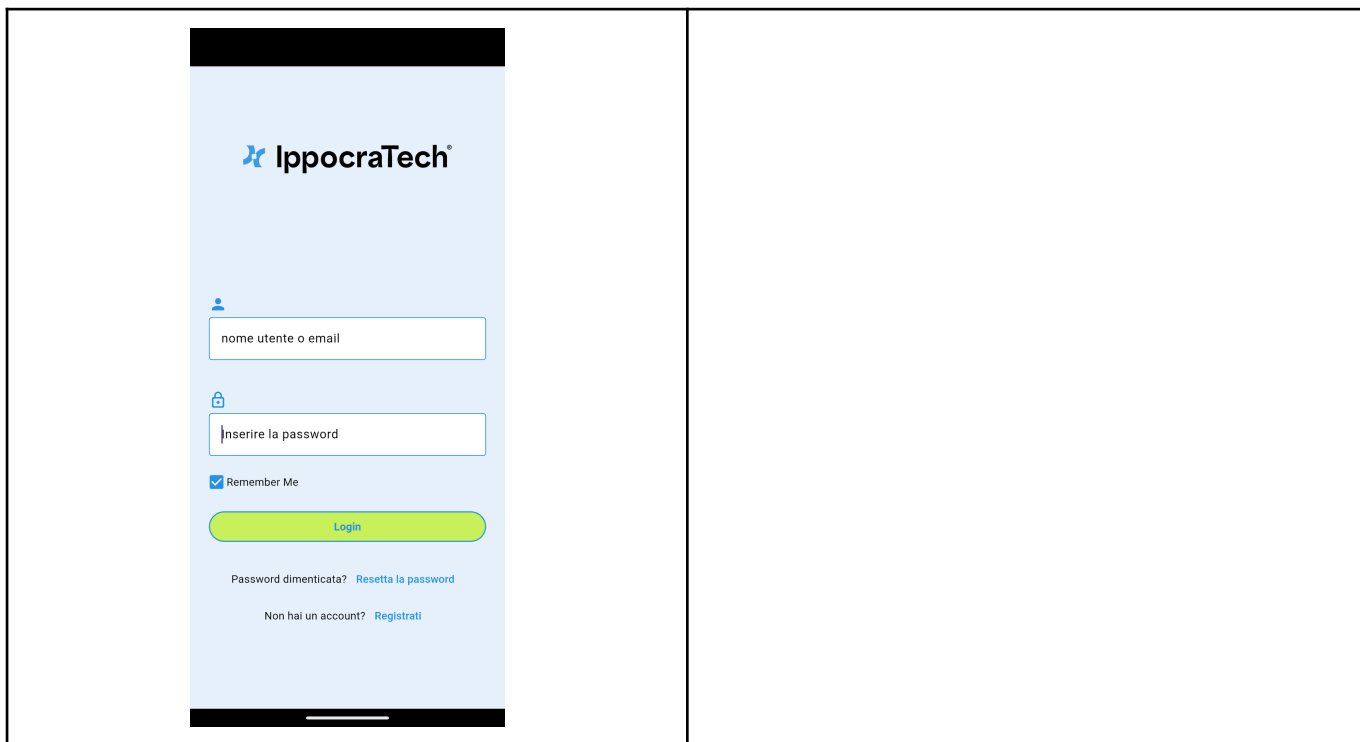 IppocraTech®
nome utente o email
Inserire la password
Remember Me
Login
Password dimenticata? Resetta la password
Non hai un account? Registrati